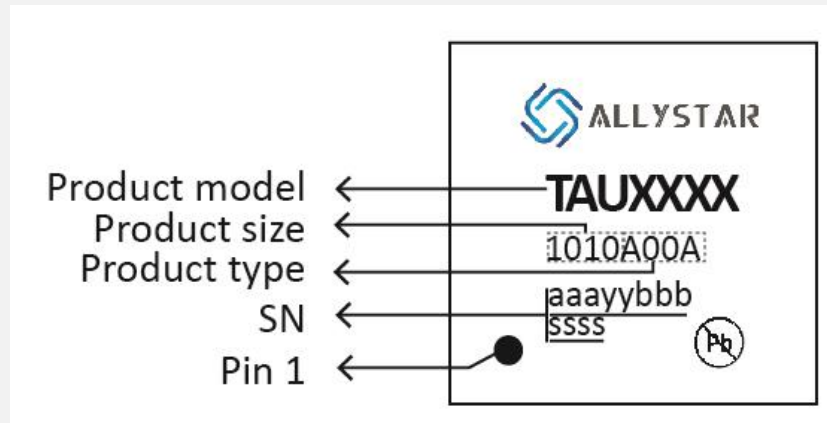 ALLYSTAR
Product model
TAUXXXX
Product size
1010A00A
Product type
aaayybbb
SN
ssss
Pb
Pin 1